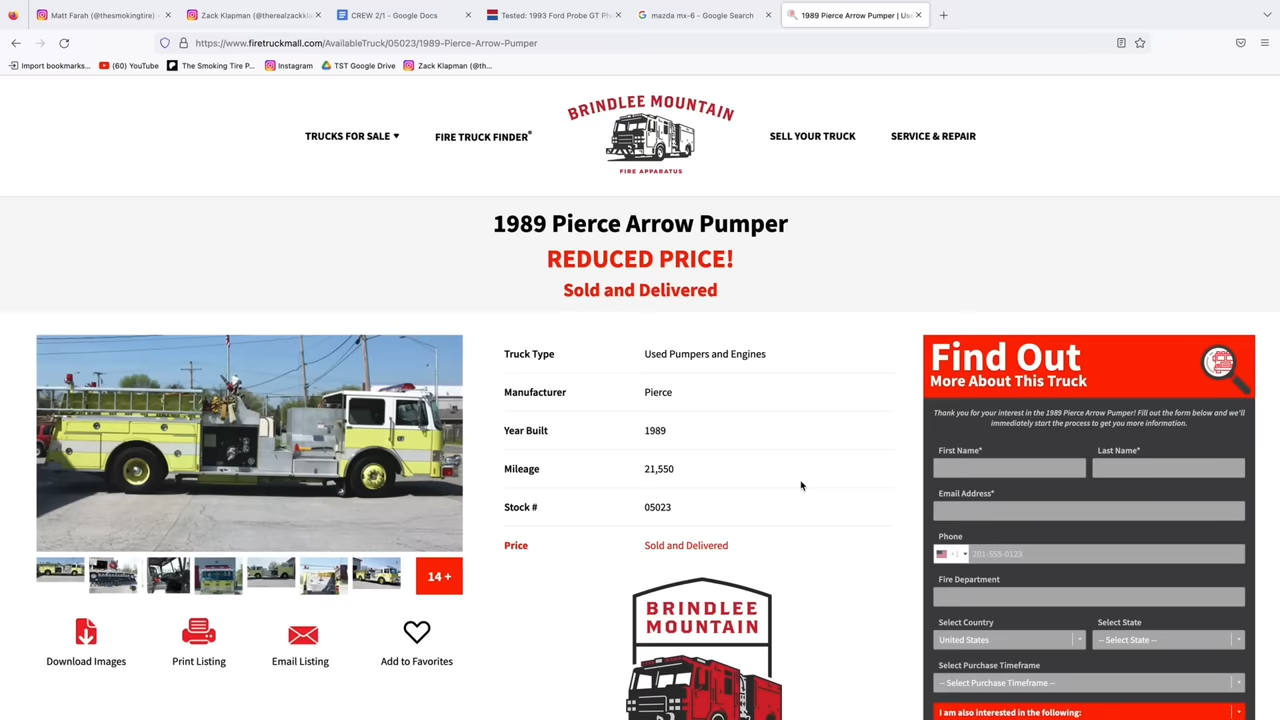 Matt Farah (@thesmokingtire) •
Zack Klapman (@therealzackkl
CREW 2/1 - Google Docs
Tested: 1993 Ford Probe GT Ph
mazda mx-6 - Google Search
1989 Pierce Arrow Pumper | Us
https://www.firetruckmall.com/AvailableTruck/05023/1989-Pierce-Arrow-Pumper
Import bookmarks...
(60) YouTube
The Smoking Tire P...
Instagram
TST Google Drive
Zack Klapman (@th...
TRUCKS FOR SALE
FIRE TRUCK FINDER®
BRINDLEE MOUNTAIN
FIRE APPARATUS
SELL YOUR TRUCK
SERVICE & REPAIR
1989 Pierce Arrow Pumper
REDUCED PRICE!
Sold and Delivered
14 +
Download Images
Print Listing
Email Listing
Add to Favorites
Truck Type Used Pumpers and Engines
Manufacturer Pierce
Year Built 1989
Mileage 21,550
Stock # 05023
Price Sold and Delivered
BRINDLEE
MOUNTAIN
Find Out
More About This Truck
Thank you for your interest in the 1989 Pierce Arrow Pumper! Fill out the form below and we'll
immediately start the process to get you more information.
First Name* Last Name*
Email Address*
Phone
+1 201-555-0123
Fire Department
Select Country Select State
United States -- Select State --
Select Purchase Timeframe
-- Select Purchase Timeframe --
I am also interested in the following: